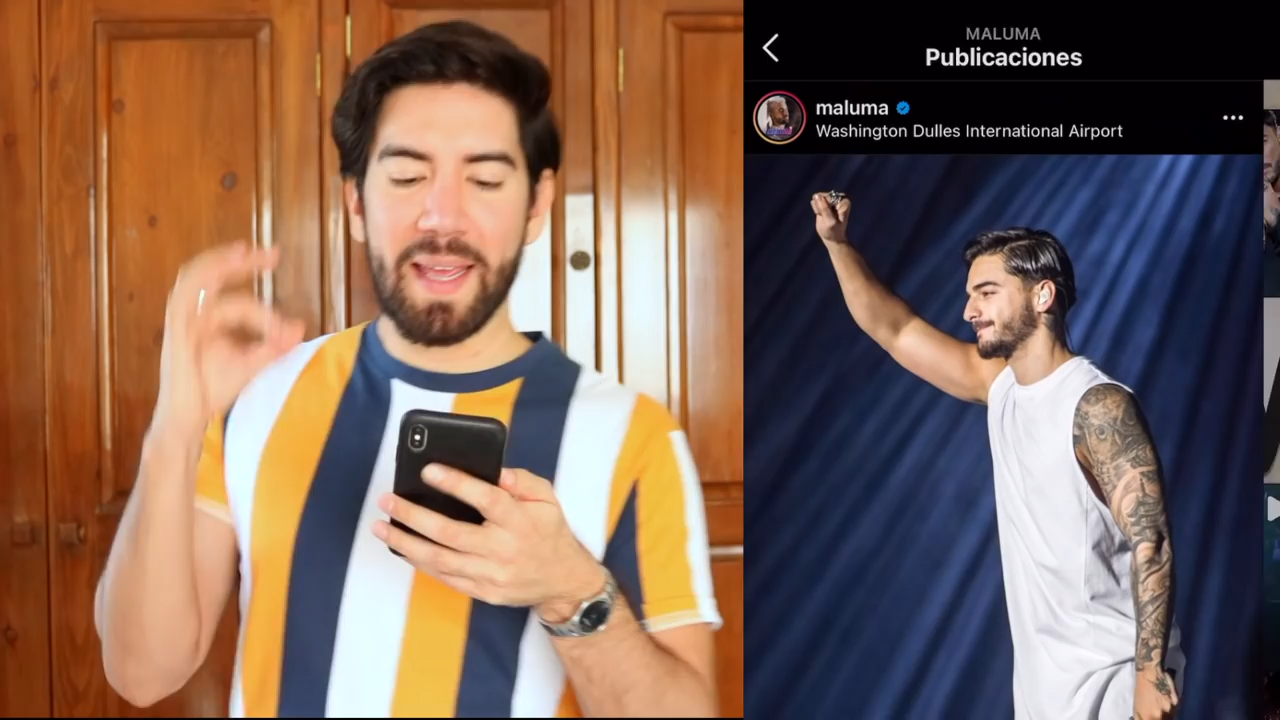 MALUMA
Publicaciones
maluma
Washington Dulles International Airport